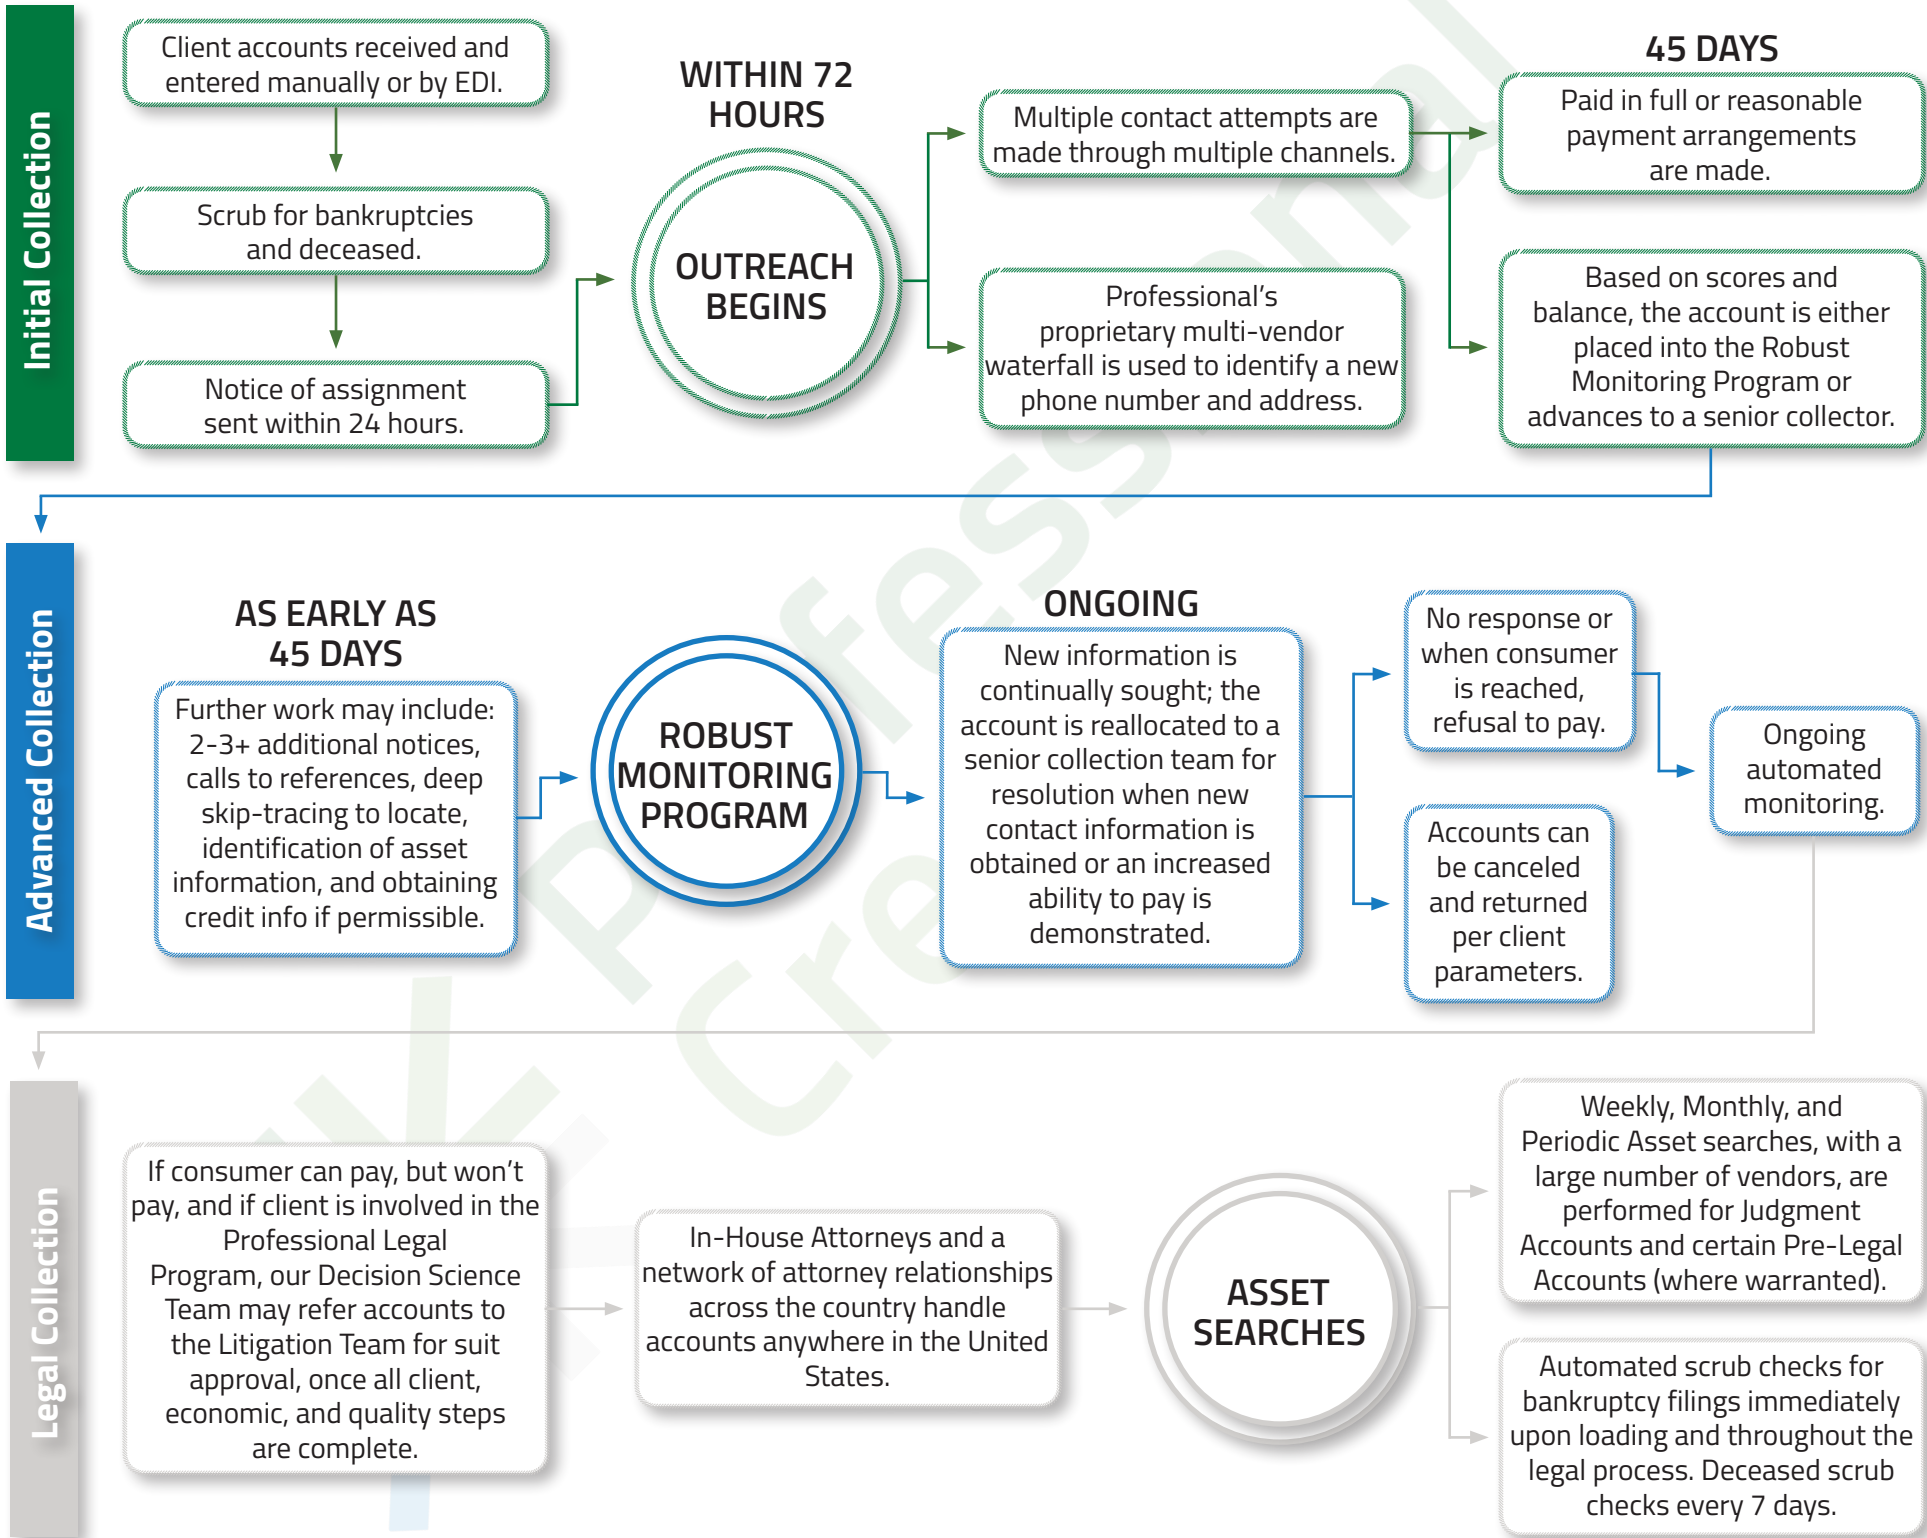 Initial Collection
Client accounts received and
entered manually or by EDI.
Scrub for bankruptcies
and deceased.
Notice of assignment
sent within 24 hours.
WITHIN 72
HOURS
OUTREACH
BEGINS
Multiple contact attempts are
made through multiple channels.
Professional’s
proprietary multi-vendor
waterfall is used to identify a new
phone number and address.
45 DAYS
Paid in full or reasonable
payment arrangements
are made.
Based on scores and
balance, the account is either
placed into the Robust
Monitoring Program or
advances to a senior collector.
Advanced Collection
AS EARLY AS
45 DAYS
Further work may include:
2-3+ additional notices,
calls to references, deep
skip-tracing to locate,
identification of asset
information, and obtaining
credit info if permissible.
ROBUST
MONITORING
PROGRAM
ONGOING
New information is
continually sought; the
account is reallocated to a
senior collection team for
resolution when new
contact information is
obtained or an increased
ability to pay is
demonstrated.
No response or
when consumer
is reached,
refusal to pay.
Accounts can
be canceled
and returned
per client
parameters.
Ongoing
automated
monitoring.
Legal Collection
If consumer can pay, but won’t
pay, and if client is involved in the
Professional Legal
Program, our Decision Science
Team may refer accounts to
the Litigation Team for suit
approval, once all client,
economic, and quality steps
are complete.
In-House Attorneys and a
network of attorney relationships
across the country handle
accounts anywhere in the United
States.
ASSET
SEARCHES
Weekly, Monthly, and
Periodic Asset searches, with a
large number of vendors, are
performed for Judgment
Accounts and certain Pre-Legal
Accounts (where warranted).
Automated scrub checks for
bankruptcy filings immediately
upon loading and throughout the
legal process. Deceased scrub
checks every 7 days.